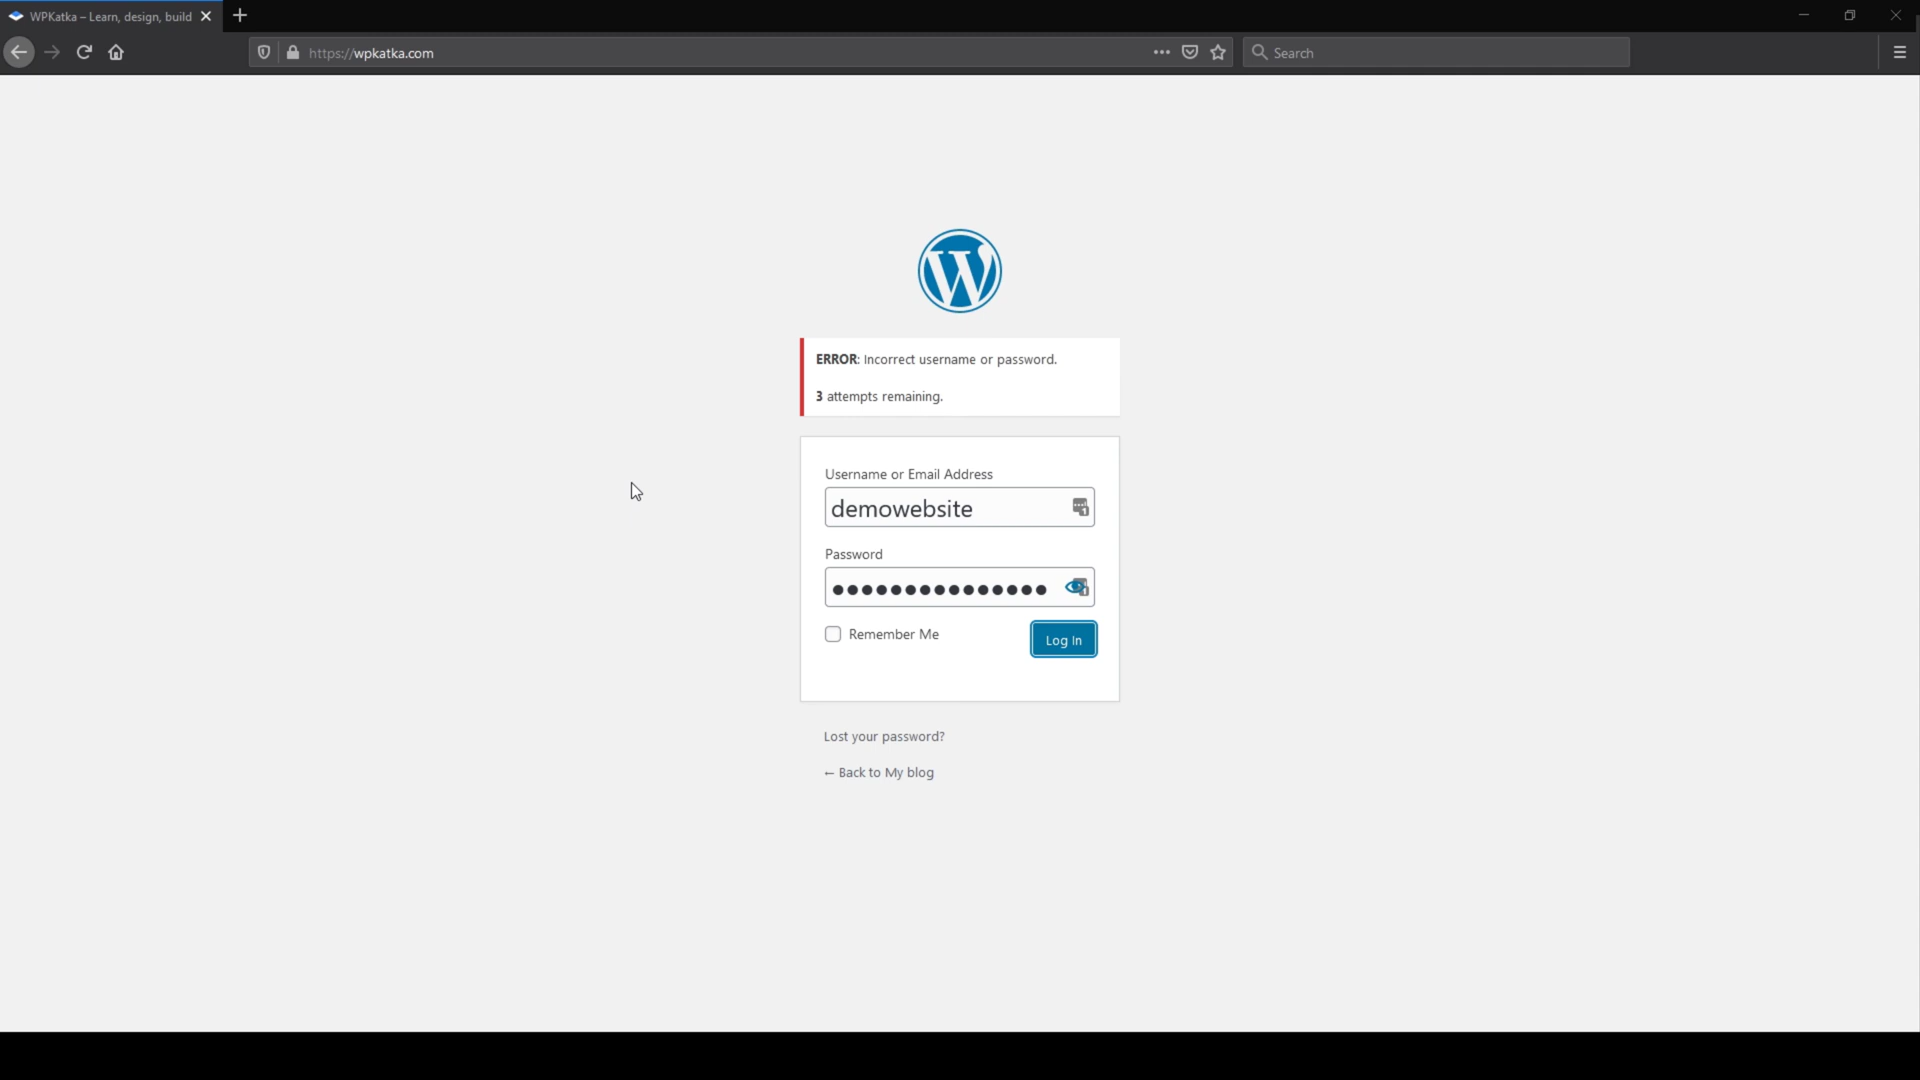 WPKatka – Learn, design, build
https://wpkatka.com
Search
ERROR: Incorrect username or password.
3 attempts remaining.
Username or Email Address
demowebsite
Password
Remember Me
Log In
Lost your password?
← Back to My blog